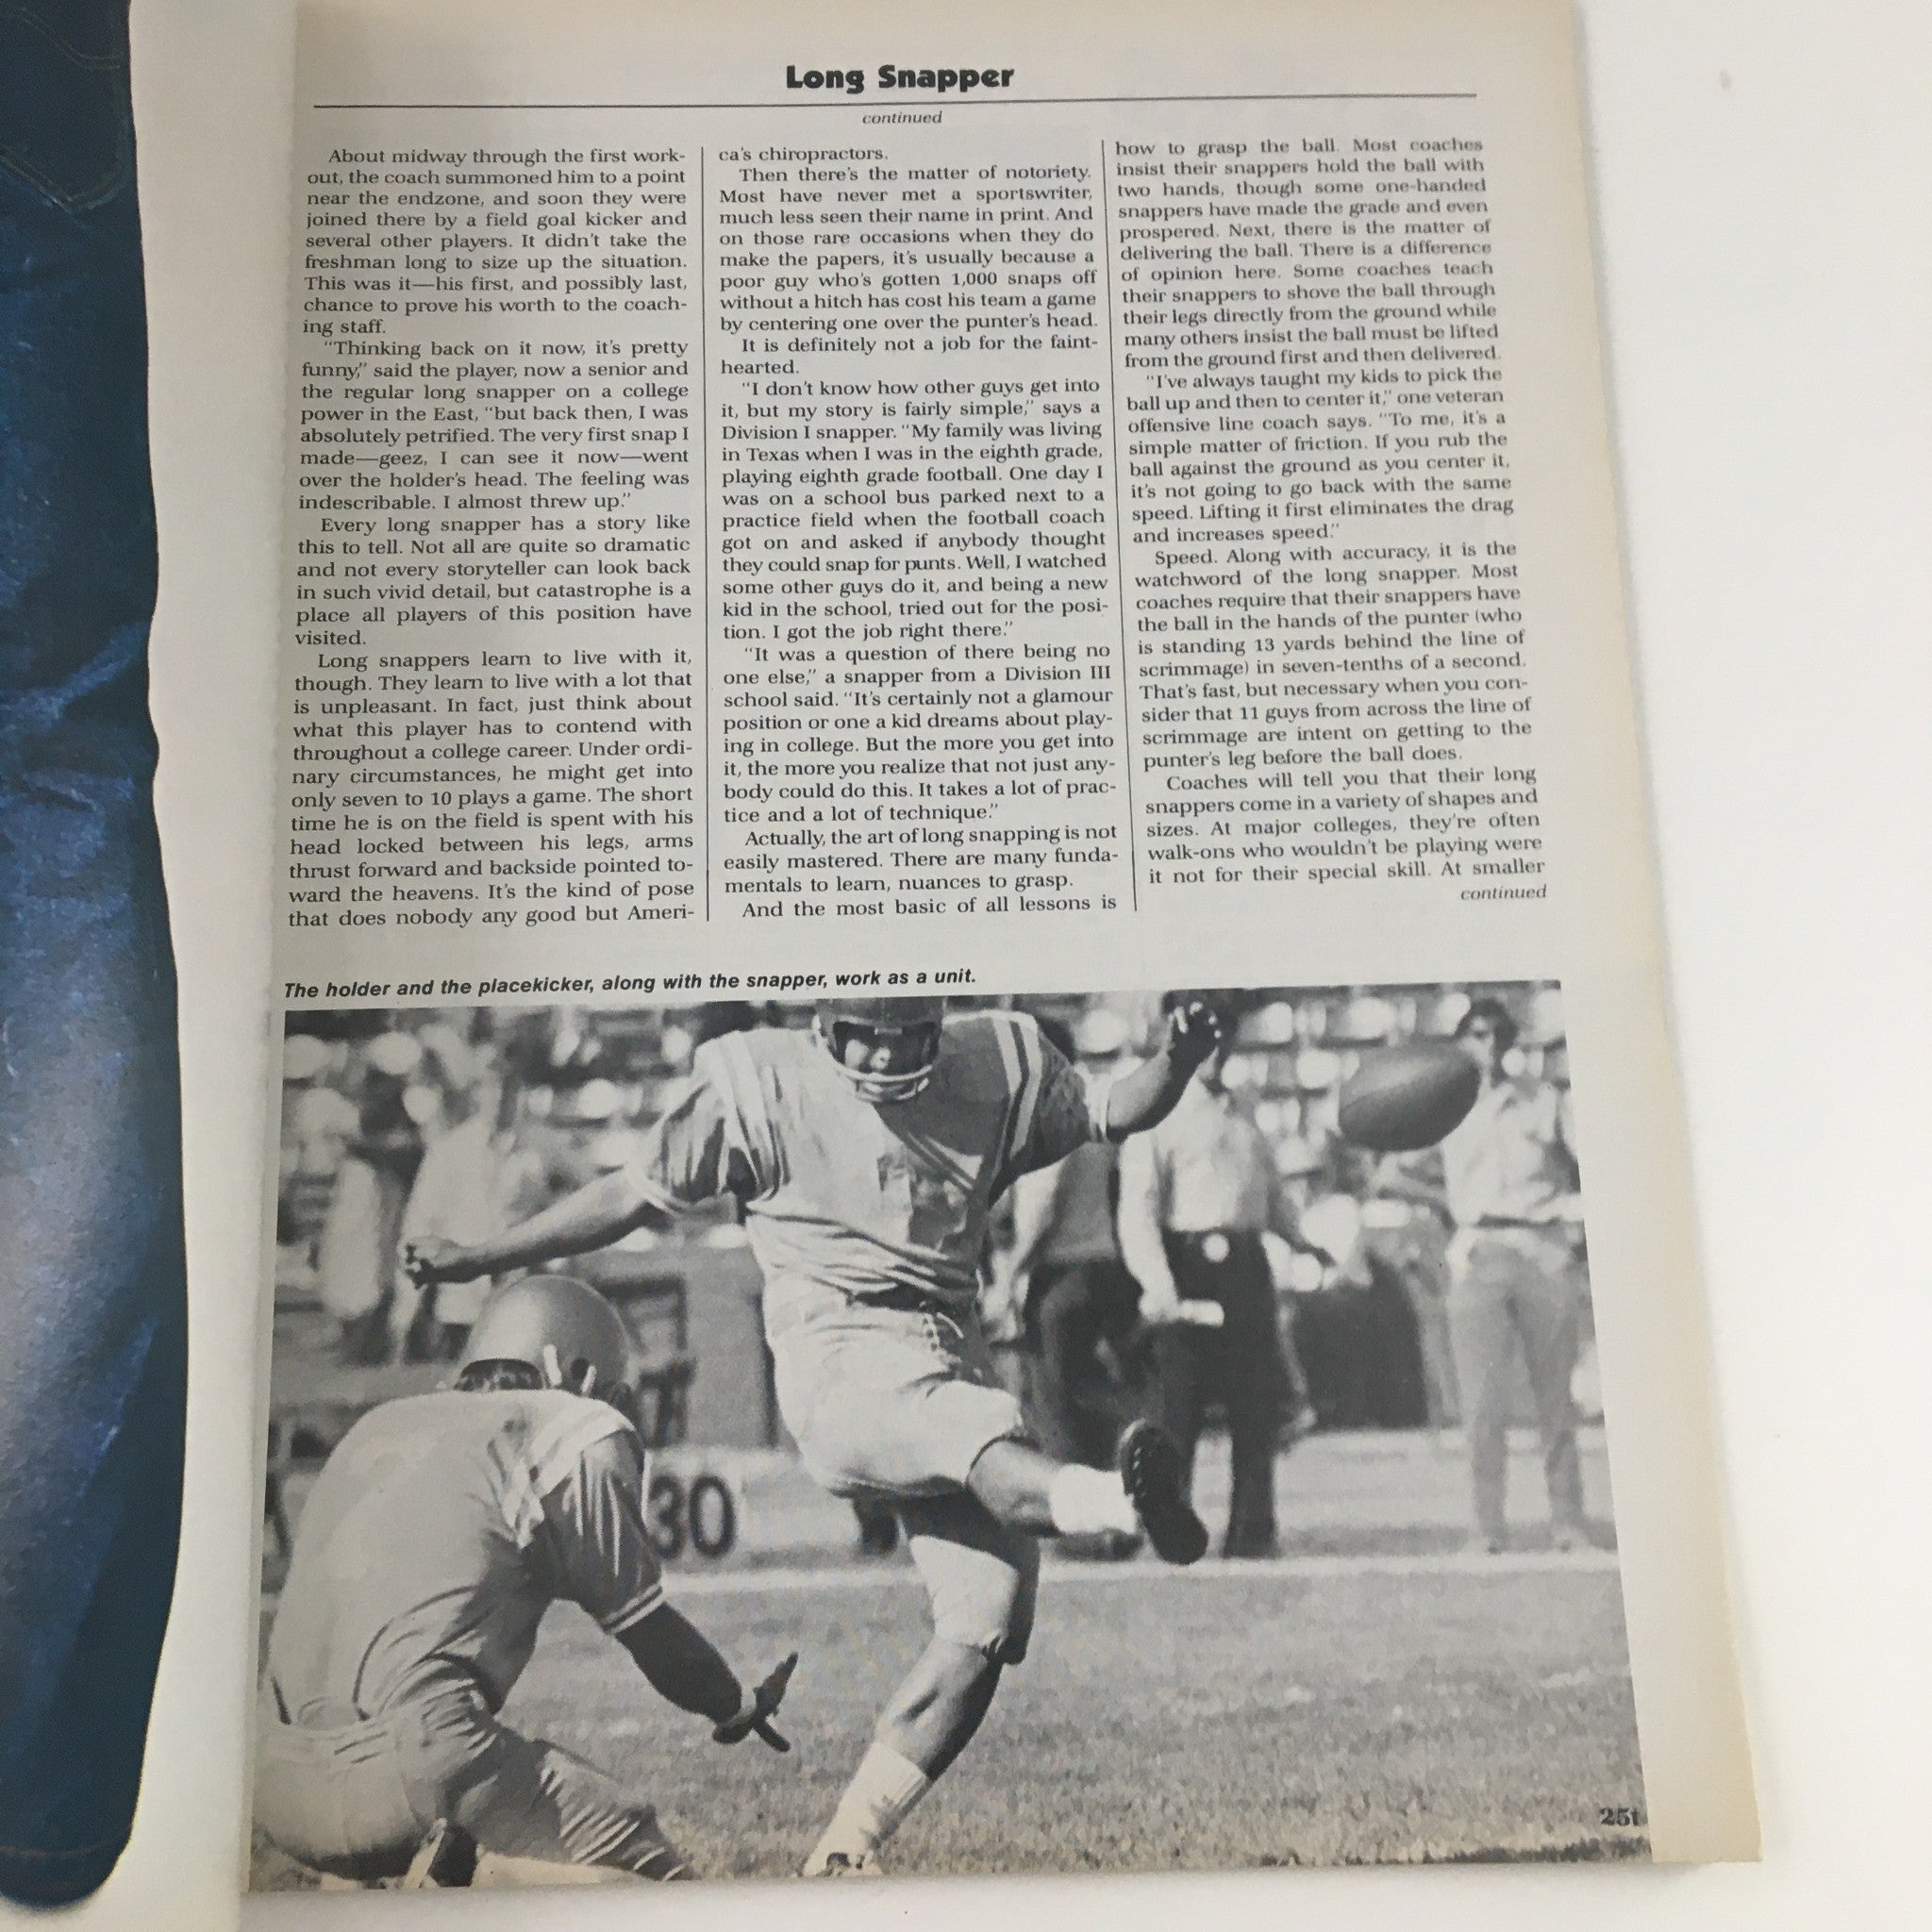 Long Snapper
continued
About midway through the first work-
out, the coach summoned him to a point
near the endzone, and soon they were
joined there by a field goal kicker and
several other players. It didn't take the
freshman long to size up the situation.
This was it—his first, and possibly last,
chance to prove his worth to the coach-
ing staff.
"Thinking back on it now, it's pretty
funny," said the player, now a senior and
the regular long snapper on a college
power in the East, "but back then, I was
absolutely petrified. The very first snap I
made—geez, I can see it now—went
over the holder's head. The feeling was
indescribable. I almost threw up."
Every long snapper has a story like
this to tell. Not all are quite so dramatic
and not every storyteller can look back
in such vivid detail, but catastrophe is a
place all players of this position have
visited.
Long snappers learn to live with it,
though. They learn to live with a lot that
is unpleasant. In fact, just think about
what this player has to contend with
throughout a college career. Under ordi-
nary circumstances, he might get into
only seven to 10 plays a game. The short
time he is on the field is spent with his
head locked between his legs, arms
thrust forward and backside pointed to-
ward the heavens. It's the kind of pose
that does nobody any good but Ameri-
ca's chiropractors.
Then there's the matter of notoriety.
Most have never met a sportswriter,
much less seen their name in print. And
on those rare occasions when they do
make the papers, it's usually because a
poor guy who's gotten 1,000 snaps off
without a hitch has cost his team a game
by centering one over the punter's head.
It is definitely not a job for the faint-
hearted.
"I don't know how other guys get into
it, but my story is fairly simple," says a
Division I snapper. "My family was living
in Texas when I was in the eighth grade,
playing eighth grade football. One day I
was on a school bus parked next to a
practice field when the football coach
got on and asked if anybody thought
they could snap for punts. Well, I watched
some other guys do it, and being a new
kid in the school, tried out for the posi-
tion. I got the job right there."
"It was a question of there being no
one else," a snapper from a Division III
school said. "It's certainly not a glamour
position or one a kid dreams about play-
ing in college. But the more you get into
it, the more you realize that not just any-
body could do this. It takes a lot of prac-
tice and a lot of technique."
Actually, the art of long snapping is not
easily mastered. There are many funda-
mentals to learn, nuances to grasp.
And the most basic of all lessons is
how to grasp the ball. Most coaches
insist their snappers hold the ball with
two hands, though some one-handed
snappers have made the grade and even
prospered. Next, there is the matter of
delivering the ball. There is a difference
of opinion here. Some coaches teach
their snappers to shove the ball through
their legs directly from the ground while
many others insist the ball must be lifted
from the ground first and then delivered.
"I've always taught my kids to pick the
ball up and then to center it," one veteran
offensive line coach says. "To me, it's a
simple matter of friction. If you rub the
ball against the ground as you center it,
it's not going to go back with the same
speed. Lifting it first eliminates the drag
and increases speed."
Speed. Along with accuracy, it is the
watchword of the long snapper. Most
coaches require that their snappers have
the ball in the hands of the punter (who
is standing 13 yards behind the line of
scrimmage) in seven-tenths of a second.
That's fast, but necessary when you con-
sider that 11 guys from across the line of
scrimmage are intent on getting to the
punter's leg before the ball does.
Coaches will tell you that their long
snappers come in a variety of shapes and
sizes. At major colleges, they're often
walk-ons who wouldn't be playing were
it not for their special skill. At smaller
continued
The holder and the placekicker, along with the snapper, work as a unit.
30
25t